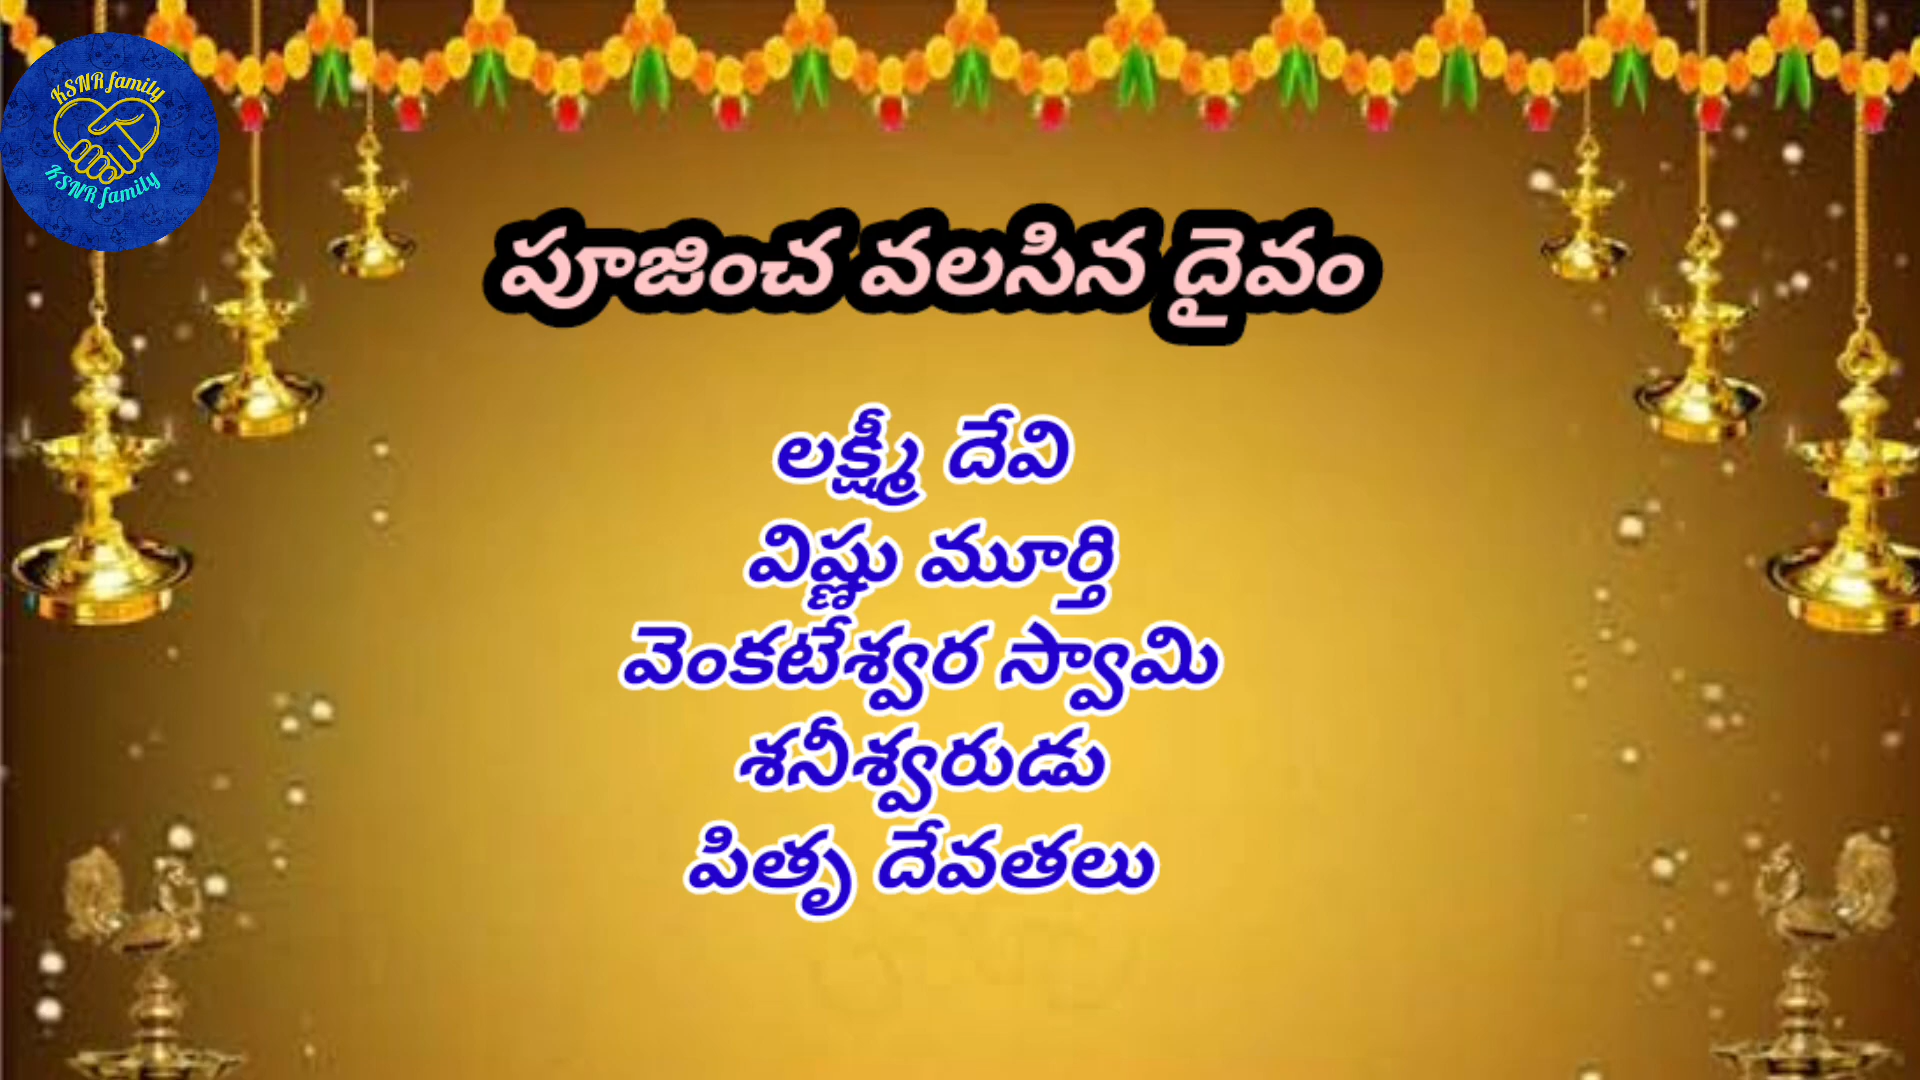 KSNR family
KSNR family
పూజించ వలసిన దైవం
లక్ష్మీ దేవి
విష్ణు మూర్తి
వెంకటేశ్వర స్వామి
శనీశ్వరుడు
పితృ దేవతలు